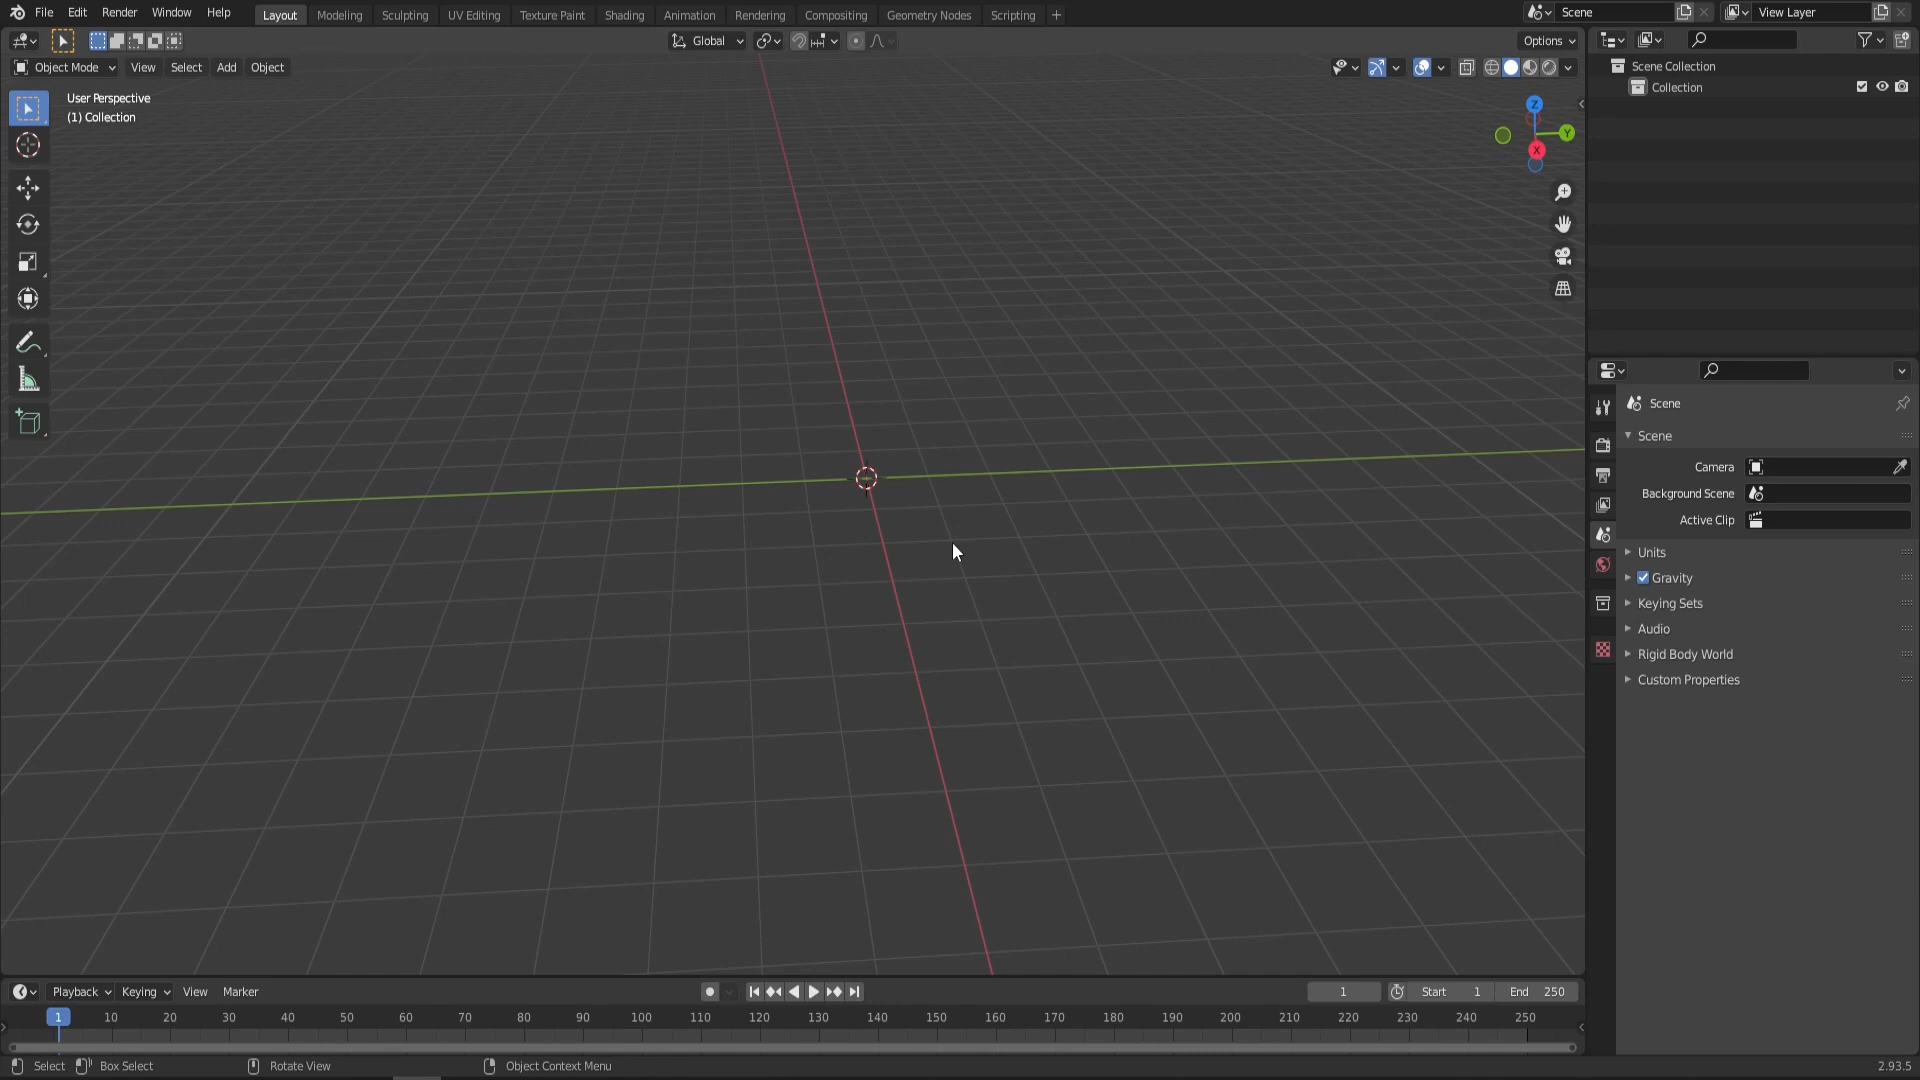 File Edit Render Window Help Layout Modeling Sculpting UV Editing Texture Paint Shading Animation Rendering Compositing Geometry Nodes Scripting + Scene View Layer
Global Options
Object Mode View Select Add Object
User Perspective
(1) Collection
Z
Y
X
Scene Collection
Collection
Scene
Scene
Camera
Background Scene
Active Clip
Units
Gravity
Keying Sets
Audio
Rigid Body World
Custom Properties
Playback Keying View Marker 1 Start 1 End 250
1 10 20 30 40 50 60 70 80 90 100 110 120 130 140 150 160 170 180 190 200 210 220 230 240 250
Select Box Select Rotate View Object Context Menu 2.93.5